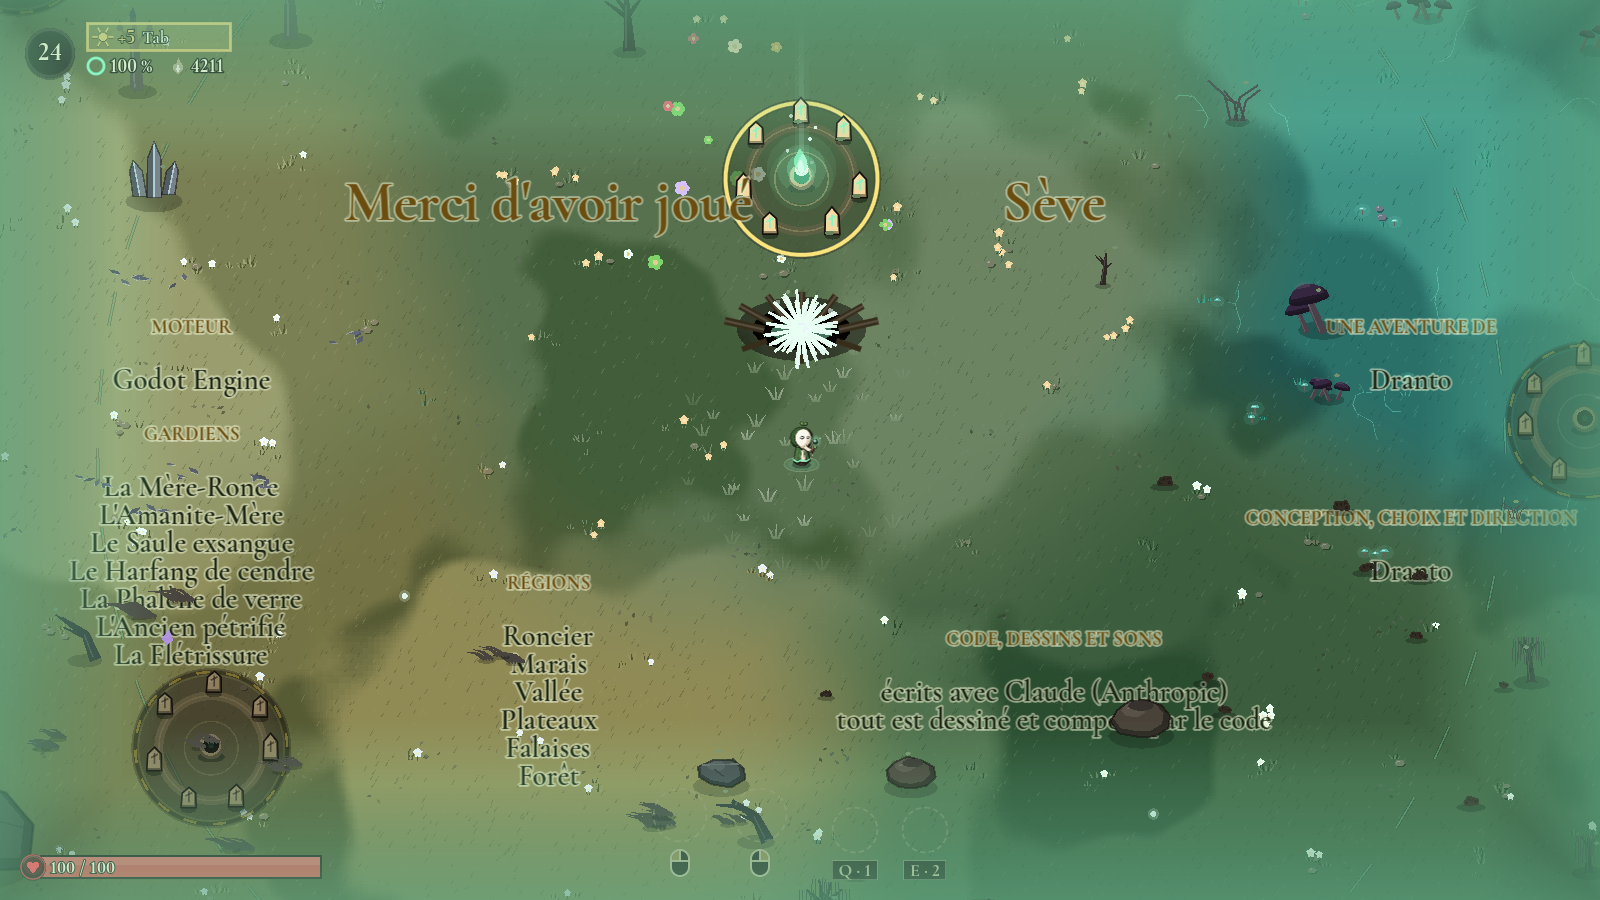 24
+5 Tab
100 %
4211
Merci d'avoir joué
Sève
MOTEUR
Godot Engine
GARDIENS
La Mère-Ronce
L'Amanite-Mère
Le Saule exsangue
Le Harfang de cendre
La Phalène de verre
L'Ancien pétrifié
La Flétrissure
RÉGIONS
Roncier
Marais
Vallée
Plateaux
Falaises
Forêt
CODE, DESSINS ET SONS
écrits avec Claude (Anthropic)
tout est dessiné et composé par le code
UNE AVENTURE DE
Dranto
CONCEPTION, CHOIX ET DIRECTION
Dranto
100 / 100
Q · 1
E · 2